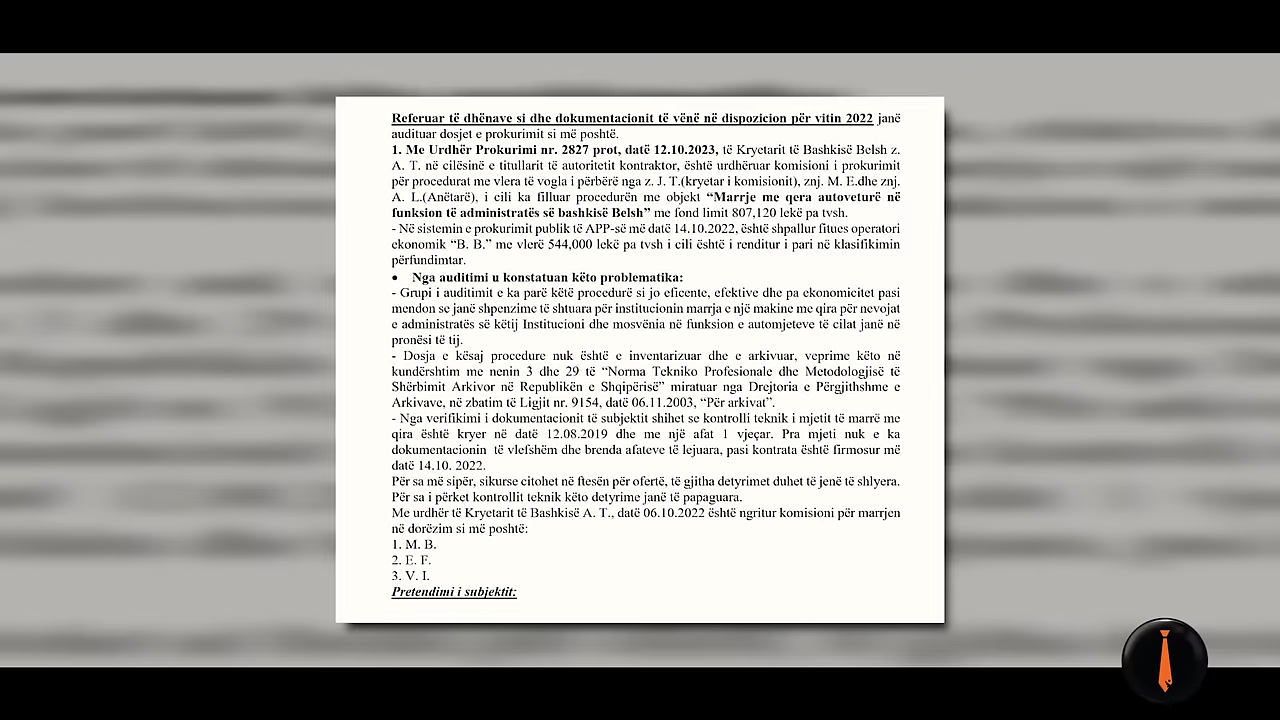 Referuar të dhënave si dhe dokumentacionit të vënë në dispozicion për vitin 2022 janë
audituar dosjet e prokurimit si më poshtë.
1. Me Urdhër Prokurimi nr. 2827 prot, datë 12.10.2023, të Kryetarit të Bashkisë Belsh z.
A. T. në cilësinë e titullarit të autoritetit kontraktor, është urdhëruar komisioni i prokurimit
për procedurat me vlera të vogla i përbërë nga z. J. T.(kryetar i komisionit), znj. M. E.dhe znj.
A. L.(Anëtarë), i cili ka filluar procedurën me objekt “Marrje me qera autoveturë në
funksion të administratës së bashkisë Belsh” me fond limit 807,120 lekë pa tvsh.
- Në sistemin e prokurimit publik të APP-së më datë 14.10.2022, është shpallur fitues operatori
ekonomik “B. B.” me vlerë 544,000 lekë pa tvsh i cili është i renditur i pari në klasifikimin
përfundimtar.
• Nga auditimi u konstatuan këto problematika:
- Grupi i auditimit e ka parë këtë procedurë si jo eficente, efektive dhe pa ekonomicitet pasi
mendon se janë shpenzime të shtuara për institucionin marrja e një makine me qira për nevojat
e administratës së këtij Institucioni dhe mosvënia në funksion e automjeteve të cilat janë në
pronësi të tij.
- Dosja e kësaj procedure nuk është e inventarizuar dhe e arkivuar, veprime këto në
kundërshtim me nenin 3 dhe 29 të “Norma Tekniko Profesionale dhe Metodologjisë të
Shërbimit Arkivor në Republikën e Shqipërisë” miratuar nga Drejtoria e Përgjithshme e
Arkivave, në zbatim të Ligjit nr. 9154, datë 06.11.2003, “Për arkivat”.
- Nga verifikimi i dokumentacionit të subjektit shihet se kontrolli teknik i mjetit të marrë me
qira është kryer në datë 12.08.2019 dhe me një afat 1 vjeçar. Pra mjeti nuk e ka
dokumentacionin të vlefshëm dhe brenda afateve të lejuara, pasi kontrata është firmosur më
datë 14.10. 2022.
Për sa më sipër, sikurse citohet në ftesën për ofertë, të gjitha detyrimet duhet të jenë të shlyera.
Për sa i përket kontrollit teknik këto detyrime janë të papaguara.
Me urdhër të Kryetarit të Bashkisë A. T., datë 06.10.2022 është ngritur komisioni për marrjen
në dorëzim si më poshtë:
1. M. B.
2. E. F.
3. V. I.
Pretendimi i subjektit: